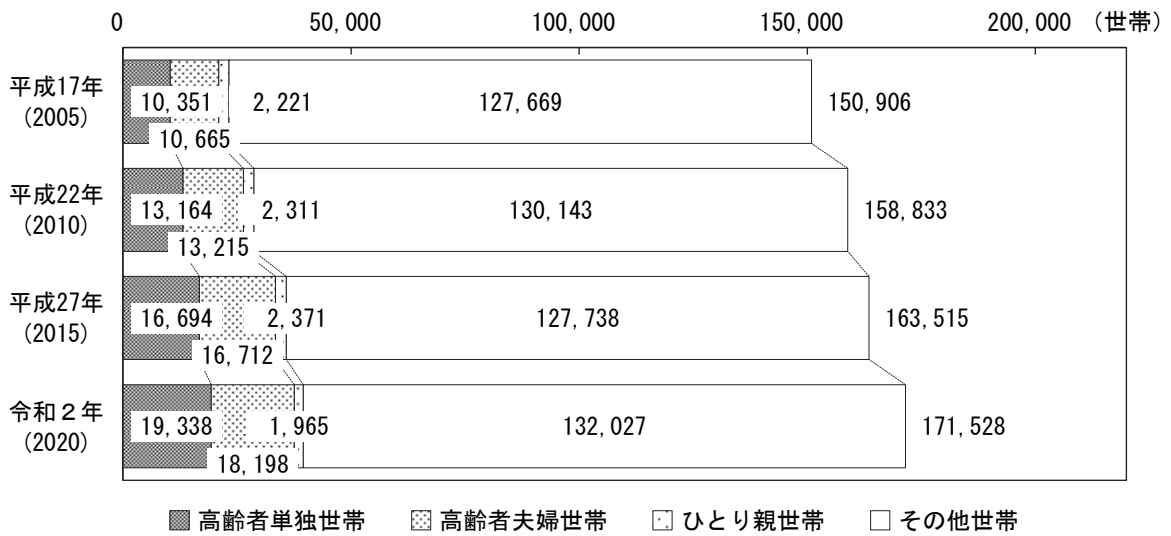 0 50,000 100,000 150,000 200,000 (世帯)
平成17年
(2005)
10,351 2,221 127,669 150,906
10,665
平成22年
(2010)
13,164 2,311 130,143 158,833
13,215
平成27年
(2015)
16,694 2,371 127,738 163,515
16,712
令和2年
(2020)
19,338 1,965 132,027 171,528
18,198
高齢者単独世帯 高齢者夫婦世帯 ひとり親世帯 その他世帯